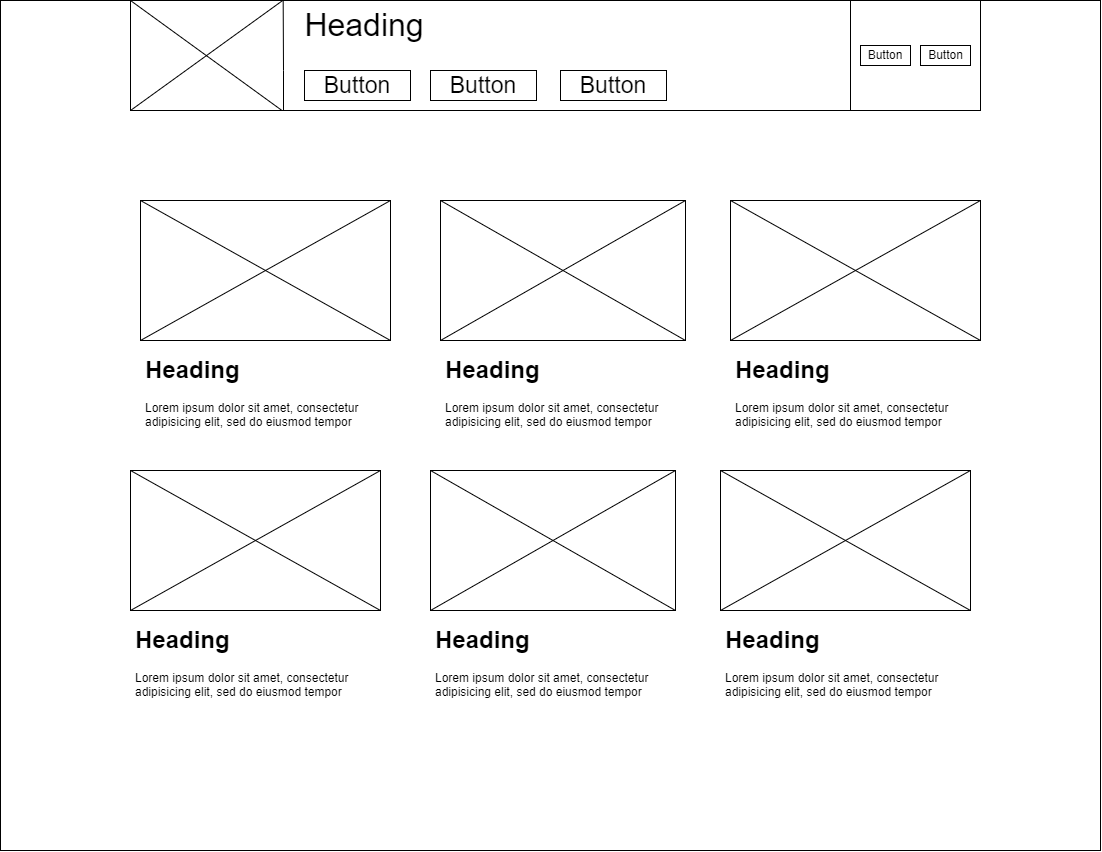 Heading
Button Button Button
Button Button
Heading Heading Heading
Lorem ipsum dolor sit amet, consectetur Lorem ipsum dolor sit amet, consectetur Lorem ipsum dolor sit amet, consectetur
adipisicing elit, sed do eiusmod tempor adipisicing elit, sed do eiusmod tempor adipisicing elit, sed do eiusmod tempor
Heading Heading Heading
Lorem ipsum dolor sit amet, consectetur Lorem ipsum dolor sit amet, consectetur Lorem ipsum dolor sit amet, consectetur
adipisicing elit, sed do eiusmod tempor adipisicing elit, sed do eiusmod tempor adipisicing elit, sed do eiusmod tempor